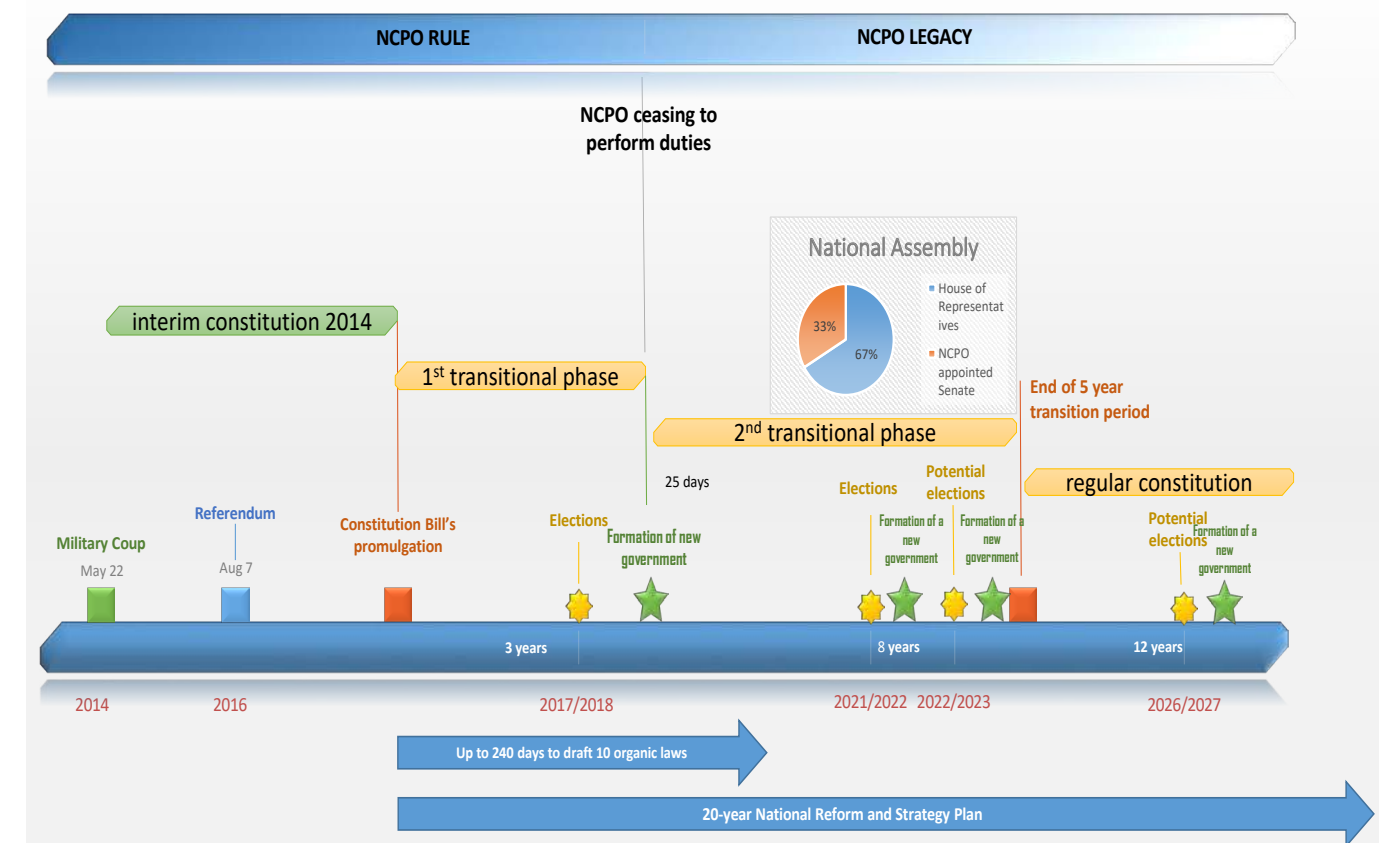 NCPO RULE
NCPO LEGACY
NCPO ceasing to
perform duties
National Assembly
33%
67%
House of
Representat
ives
NCPO
appointed
Senate
interim constitution 2014
1st transitional phase
End of 5 year
transition period
2nd transitional phase
25 days
regular constitution
Military Coup
May 22
Referendum
Aug 7
Constitution Bill's
promulgation
Elections
Formation of new
government
Elections
Formation of a
new
government
Potential
elections
Formation of a
new
government
Potential
elections
Formation of a
new
government
3 years
8 years
12 years
2014
2016
2017/2018
2021/2022
2022/2023
2026/2027
Up to 240 days to draft 10 organic laws
20-year National Reform and Strategy Plan